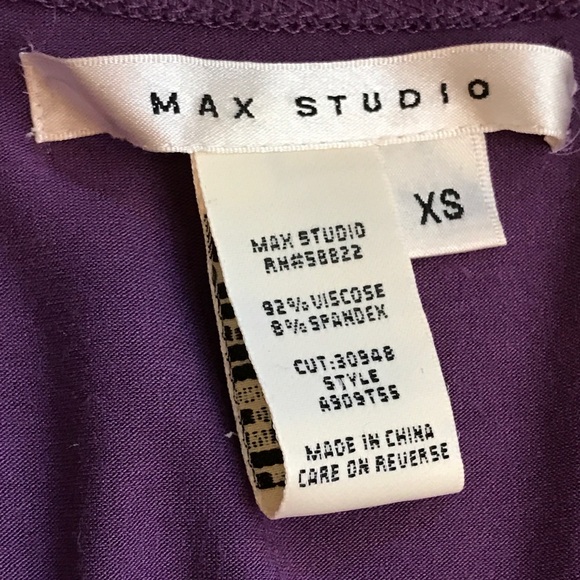 MAX STUDIO
XS
MAX STUDIO
RN#58822
92% VISCOSE
8% SPANDEX
CUT:30948
STYLE
A909T55
MADE IN CHINA
CARE ON REVERSE